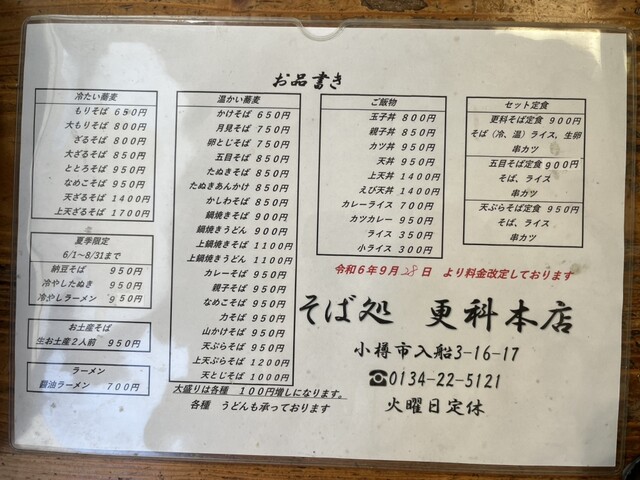 お品書き
冷たい蕎麦
もりそば 650円
大もりそば 800円
ざるそば 800円
大ざるそば 850円
ととろそば 950円
なめこそば 950円
天ざるそば 1400円
上天ざるそば 1700円
夏季限定
6/1~8/31まで
納豆そば 950円
冷やしたぬき 950円
冷やしラーメン 950円
お土産そば
生お土産2人前 950円
ラーメン
醤油ラーメン 700円
温かい蕎麦
かけそば 650円
月見そば 750円
卵とじそば 750円
五目そば 850円
たぬきそば 850円
たぬきあんかけ 850円
かしわそば 850円
鍋焼きそば 900円
鍋焼きうどん 900円
上鍋焼きそば 1100円
上鍋焼きうどん 1100円
カレーそば 950円
親子そば 950円
なめこそば 950円
力そば 950円
山かけそば 950円
天ぷらそば 950円
上天ぷらそば 1200円
天とじそば 1000円
大盛りは各種 100円増しになります。
各種 うどんも承っております
ご飯物
玉子丼 800円
親子丼 850円
カツ丼 950円
天丼 950円
上天丼 1400円
えび天丼 1400円
カレーライス 700円
カツカレー 950円
ライス 350円
小ライス 300円
セット定食
更科そば定食 900円
そば(冷、温)ライス、生卵
串カツ
五目そば定食 900円
そば、ライス
串カツ
天ぷらそば定食 950円
そば、ライス
串カツ
令和6年9月28日 より料金改定しております
そば処 更科本店
小樽市入船3-16-17
☎0134-22-5121
火曜日定休